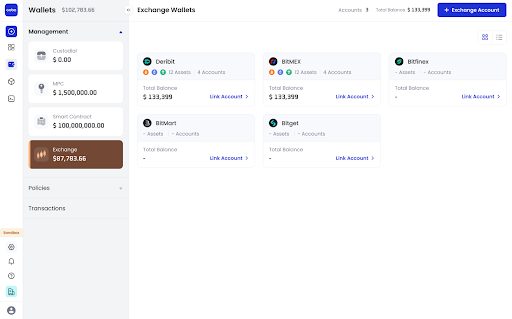 cobo
Wallets $102,783.66
Management
Custodial
$ 0.00
MPC
$ 1,500,000.00
Smart Contract
$ 100,000,000.00
Exchange
$87,783.66
Policies
Transactions
Exchange Wallets
Accounts 3 Total Balance $ 133,399
+ Exchange Account
Deribit
12 Assets 4 Accounts
Total Balance
$ 133,399 Link Account >
BitMEX
12 Assets 4 Accounts
Total Balance
$ 133,399 Link Account >
Bitfinex
- Assets - Accounts
Total Balance
- Link Account >
BitMart
- Assets - Accounts
Total Balance
- Link Account >
Bitget
- Assets - Accounts
Total Balance
- Link Account >